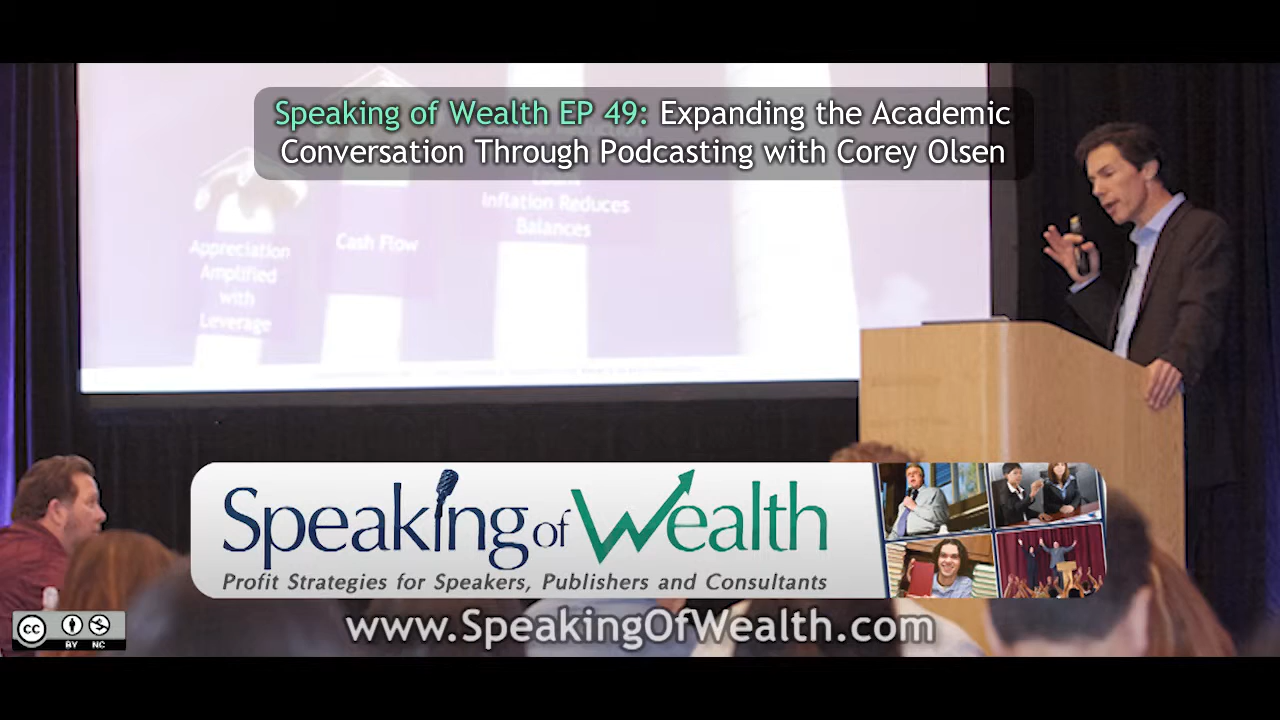 Speaking of Wealth EP 49: Expanding the Academic
Conversation Through Podcasting with Corey Olsen
Inflation Reduces
Balances
Cash Flow
Appreciation
Amplified
with
Leverage
Speaking of Wealth
Profit Strategies for Speakers, Publishers and Consultants
www.SpeakingOfWealth.com
cc
BY NC